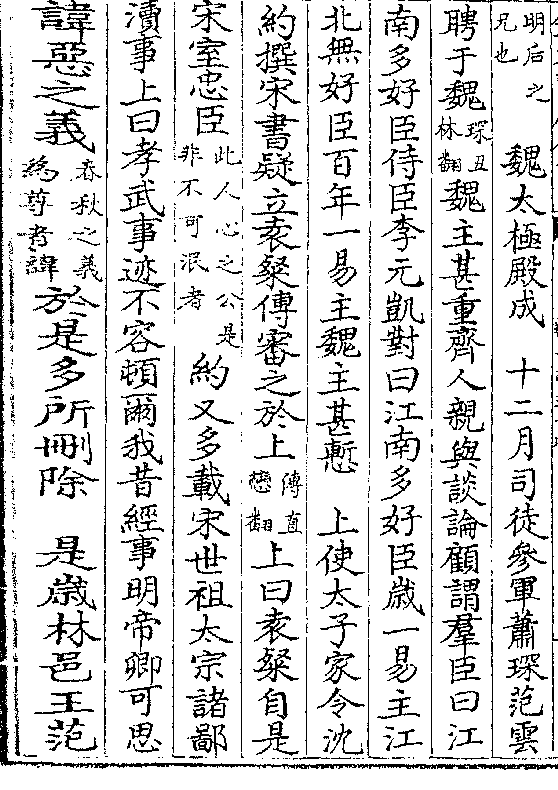 明后之兄也 魏太極殿成 十二月司徒參軍蕭琛范雲
聘于魏琛丑林翻魏主甚重齊人親與談論顧謂羣臣曰江
南多好臣侍臣李元凱對曰江南多好臣歲一易主江
北無好臣百年一易主魏主甚慙 上使太子家令沈
約撰宋書疑立袁粲傳審之於上傳直戀翻上曰袁粲自是
宋室忠臣此人心之公是非不可泯者約又多載宋世祖太宗諸鄙
瀆事上曰孝武事迹不容頓爾我昔經事明帝卿可思
諱惡之義春秋之義為尊者諱於是多所刪除 是歲林邑王范